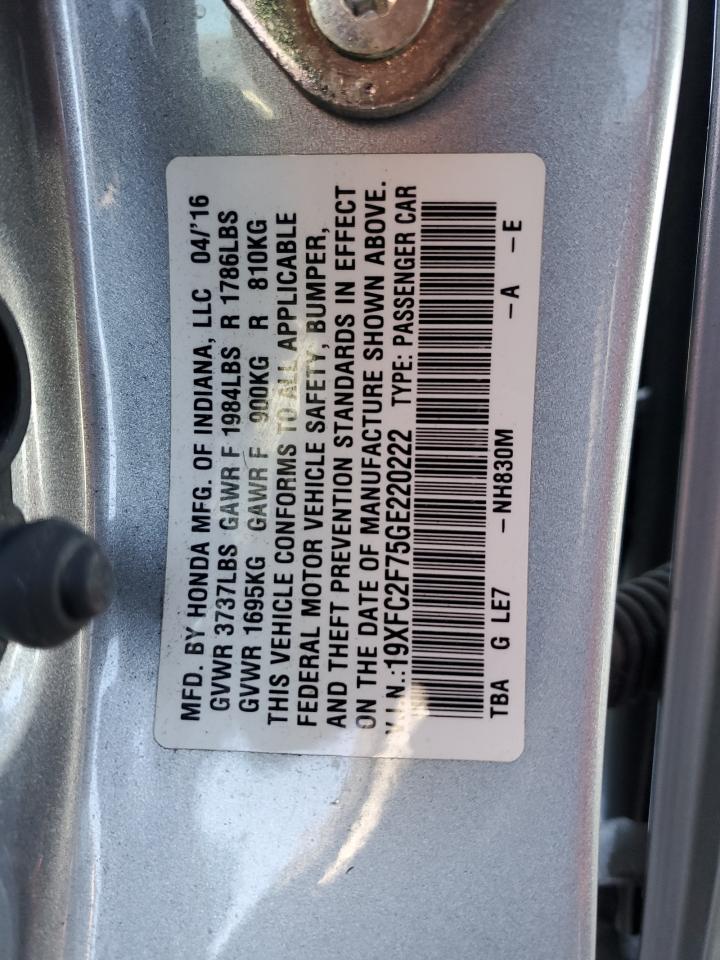 MFD. BY HONDA MFG. OF INDIANA, LLC 04/'16
GVWR 3737LBS GAWR F 1984LBS R 1786LBS
GVWR 1695KG GAWR F 900KG R 810KG
THIS VEHICLE CONFORMS TO ALL APPLICABLE
FEDERAL MOTOR VEHICLE SAFETY, BUMPER,
AND THEFT PREVENTION STANDARDS IN EFFECT
ON THE DATE OF MANUFACTURE SHOWN ABOVE.
V.I.N.:19XFC2F75GE220222 TYPE: PASSENGER CAR
TBA G LE7 -NH830M -A -E